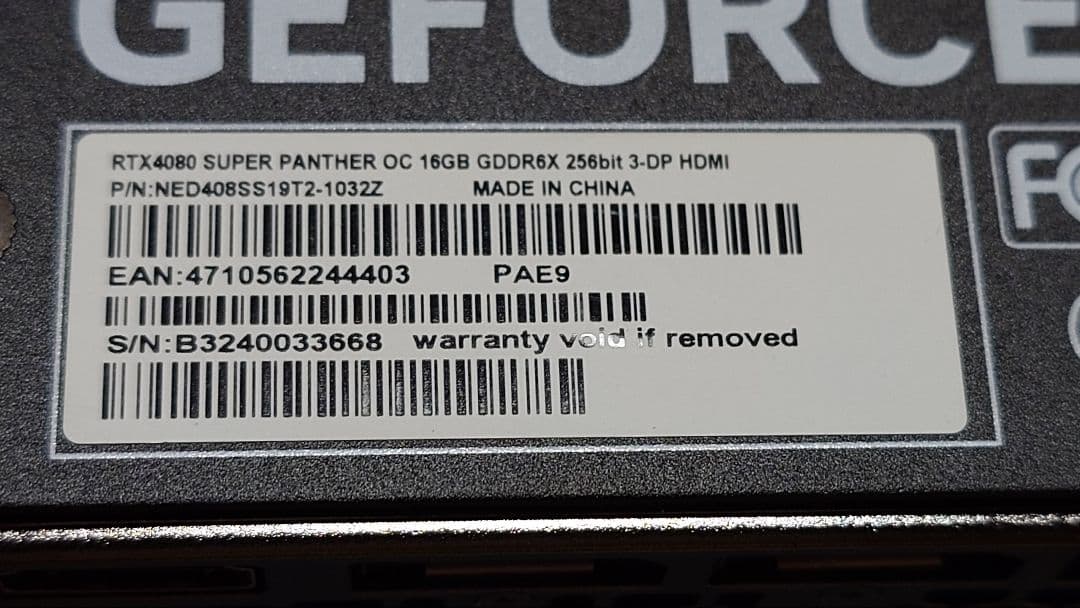 GEFORCE
RTX4080 SUPER PANTHER OC 16GB GDDR6X 256bit 3-DP HDMI
P/N:NED408SS19T2-1032Z MADE IN CHINA
EAN:4710562244403 PAE9
S/N:B3240033668 warranty void if removed